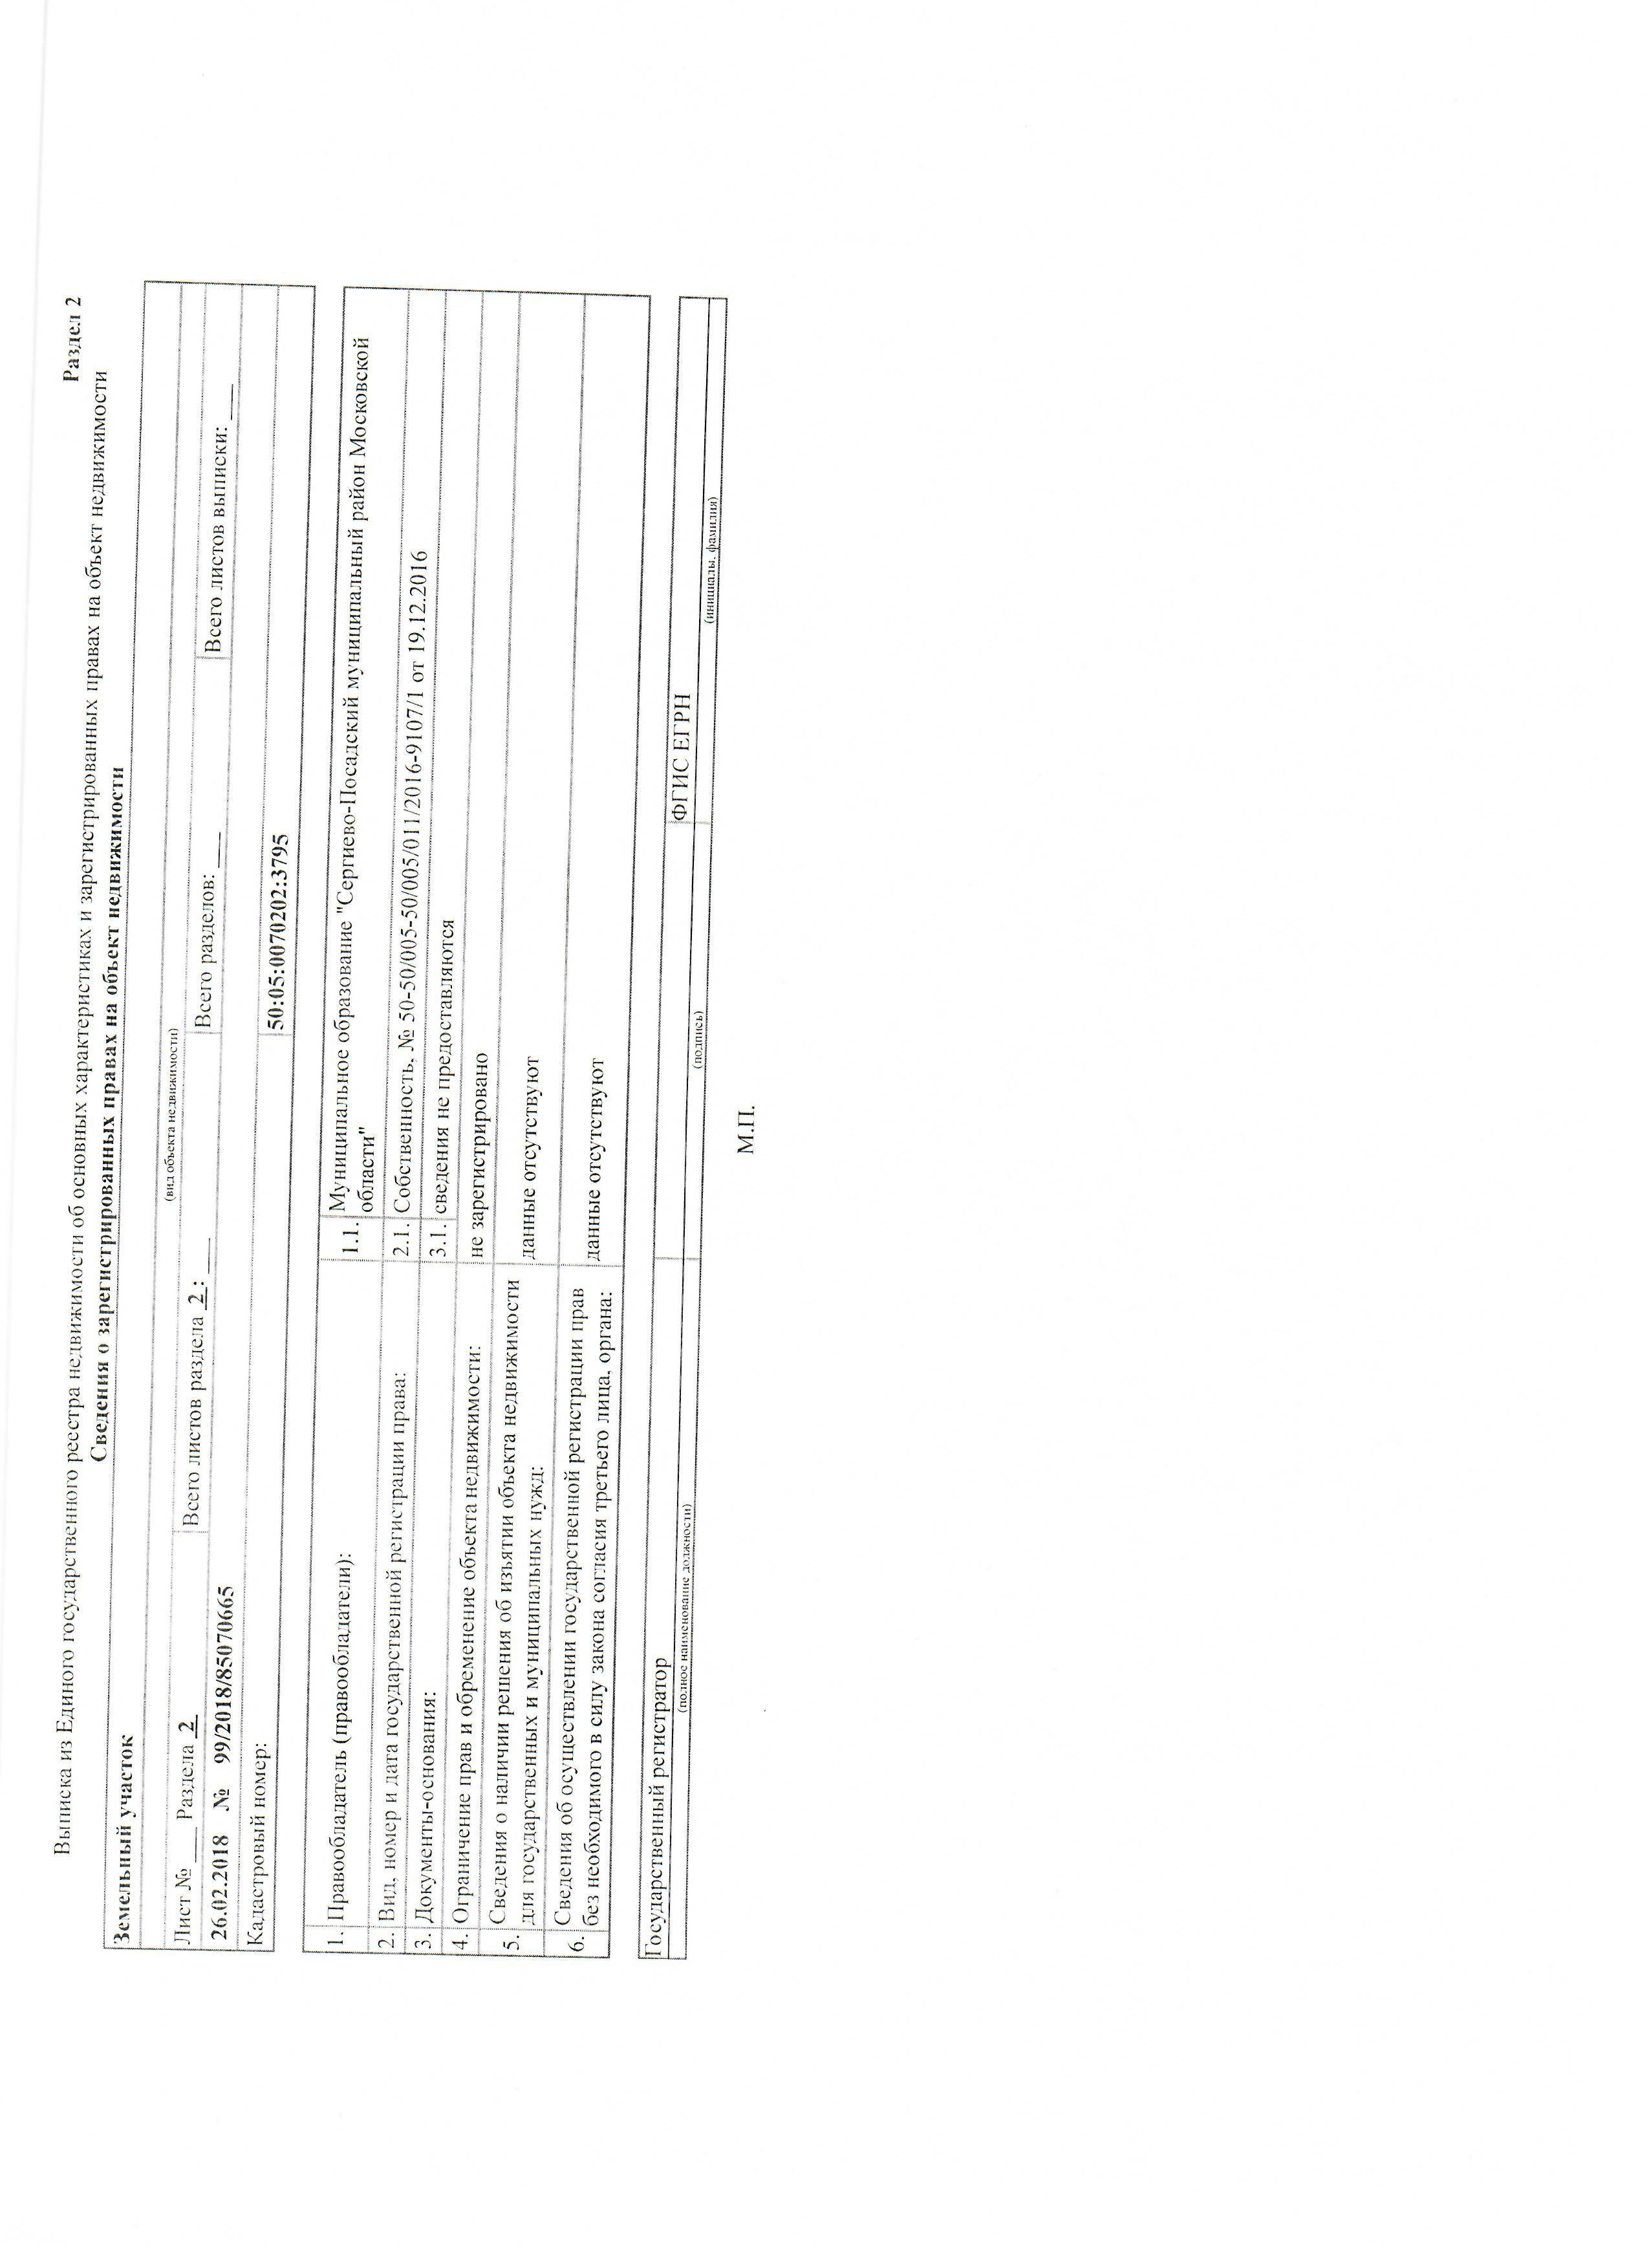 Раздел 2
Выписка из Единого государственного реестра недвижимости об основных характеристиках и зарегистрированных правах на объект недвижимости
Сведения о зарегистрированных правах на объект недвижимости
Земельный участок
(вид объекта недвижимости)
Лист № ___ Раздела 2 Всего листов раздела 2 : ___ Всего разделов: ___ Всего листов выписки: ___
26.02.2018 № 99/2018/85070665
Кадастровый номер: 50:05:0070202:3795
1. Правообладатель (правообладатели): 1.1. Муниципальное образование "Сергиево-Посадский муниципальный район Московской
области"
2. Вид, номер и дата государственной регистрации права: 2.1. Собственность, № 50-50/005-50/005/011/2016-9107/1 от 19.12.2016
3. Документы-основания: 3.1. сведения не предоставляются
4. Ограничение прав и обременение объекта недвижимости: не зарегистрировано
5. Сведения о наличии решения об изъятии объекта недвижимости
для государственных и муниципальных нужд: данные отсутствуют
6. Сведения об осуществлении государственной регистрации прав
без необходимого в силу закона согласия третьего лица, органа: данные отсутствуют
Государственный регистратор ФГИС ЕГРН
(полное наименование должности) (подпись) (инициалы, фамилия)
М.П.